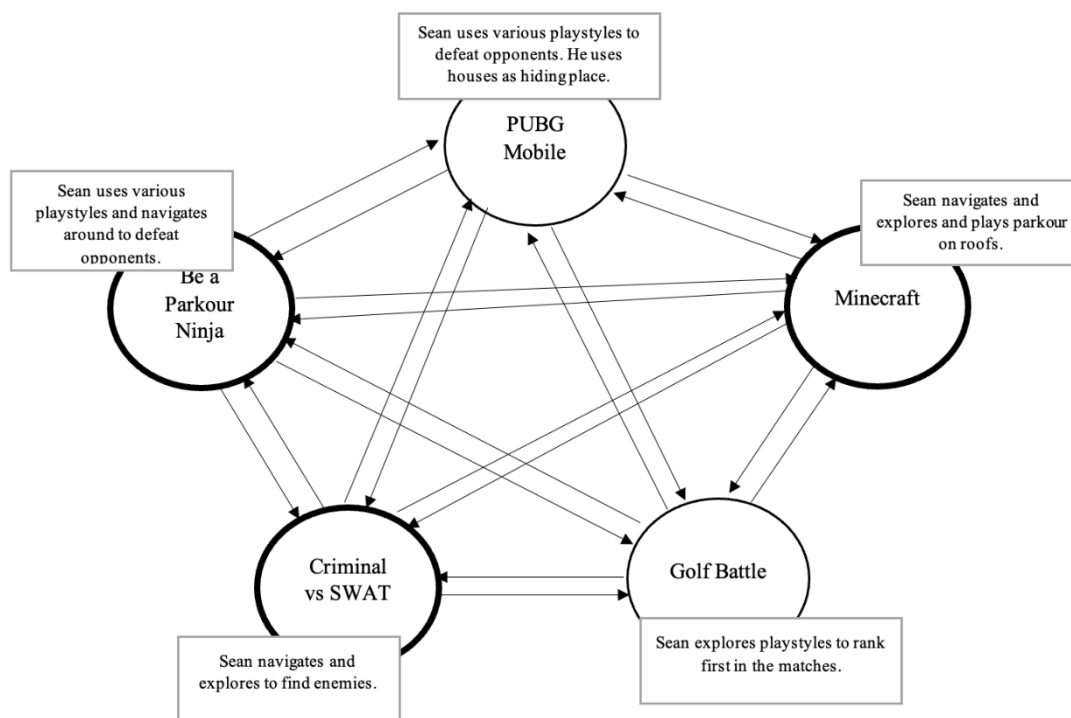 Sean uses various playstyles to
defeat opponents. He uses
houses as hiding place.
PUBG
Mobile
Sean uses various
playstyles and navigates
around to defeat
opponents.
Be a
Parkour
Ninja
Sean navigates and
explores and plays parkour
on roofs.
Minecraft
Criminal
vs SWAT
Sean navigates and
explores to find enemies.
Golf Battle
Sean explores playstyles to rank
first in the matches.